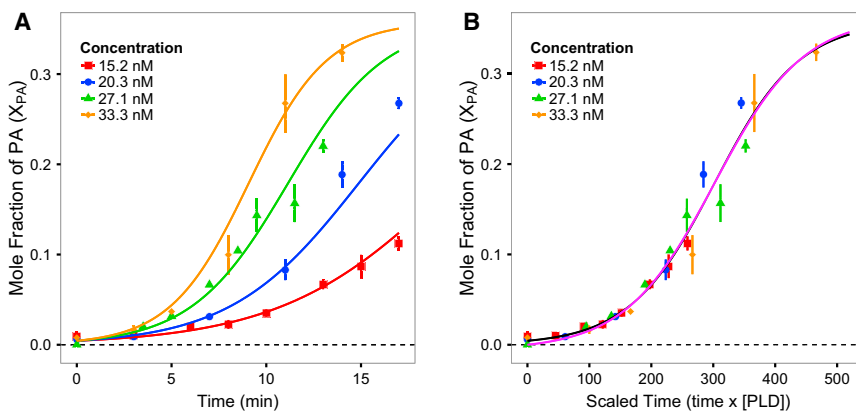 A
Concentration
15.2 nM
20.3 nM
27.1 nM
33.3 nM
Mole Fraction of PA (XPA)
0.0
0.1
0.2
0.3
0
5
10
15
Time (min)
B
Concentration
15.2 nM
20.3 nM
27.1 nM
33.3 nM
Mole Fraction of PA (XPA)
0.0
0.1
0.2
0.3
0
100
200
300
400
500
Scaled Time (time x [PLD])